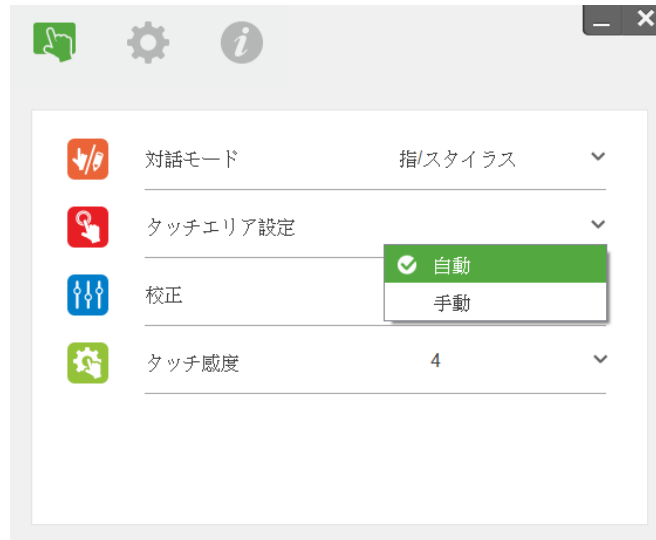 対話モード 指/スタイラス
タッチエリア設定
自動
校正
手動
タッチ感度 4